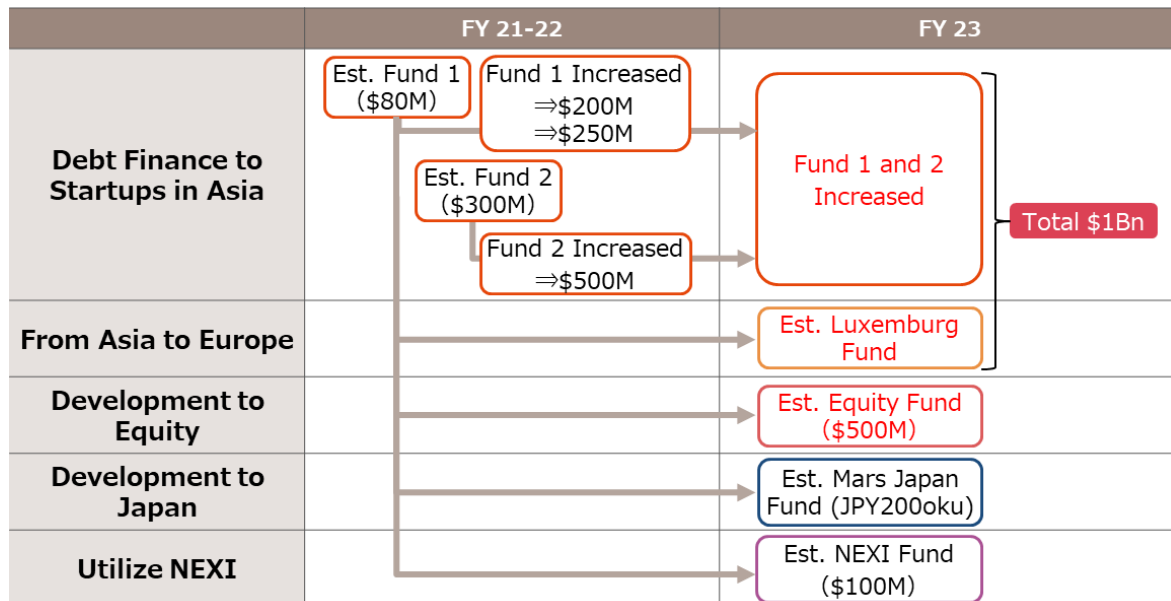 FY 21-22
FY 23
Debt Finance to
Startups in Asia
Est. Fund 1
($80M)
Fund 1 Increased
⇒$200M
⇒$250M
Est. Fund 2
($300M)
Fund 2 Increased
⇒$500M
Fund 1 and 2
Increased
Total $1Bn
From Asia to Europe
Est. Luxemburg
Fund
Development to
Equity
Est. Equity Fund
($500M)
Development to
Japan
Est. Mars Japan
Fund (JPY200oku)
Utilize NEXI
Est. NEXI Fund
($100M)